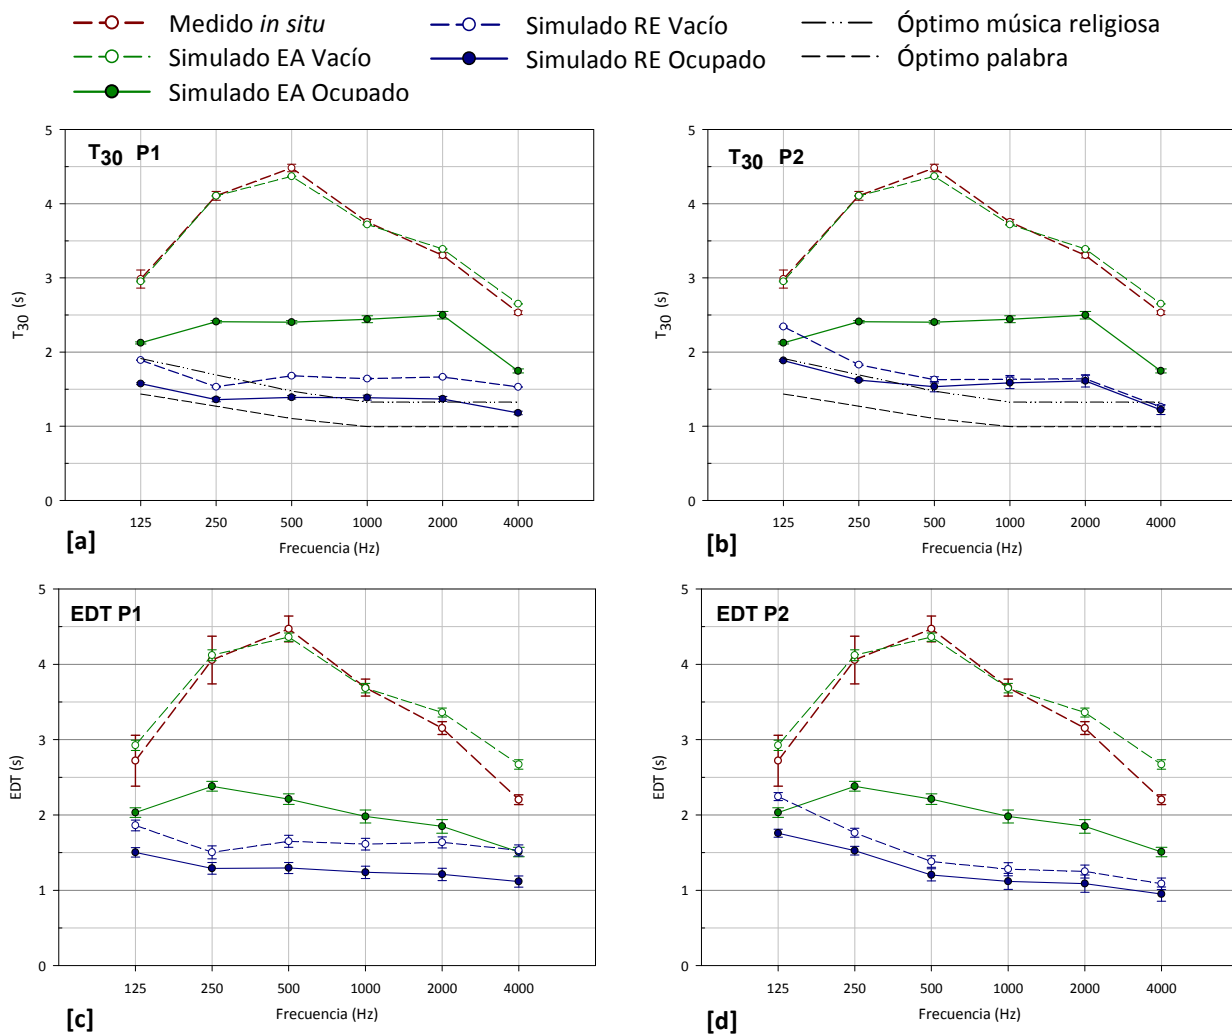 Medido in situ
Simulado EA Vacío
Simulado EA Ocupado
Simulado RE Vacío
Simulado RE Ocupado
Óptimo música religiosa
Óptimo palabra
T30 P1
5
4
3
2
1
0
T30 (s)
125 250 500 1000 2000 4000
Frecuencia (Hz)
[a]
T30 P2
5
4
3
2
1
0
T30 (s)
125 250 500 1000 2000 4000
Frecuencia (Hz)
[b]
EDT P1
5
4
3
2
1
0
EDT (s)
125 250 500 1000 2000 4000
Frecuencia (Hz)
[c]
EDT P2
5
4
3
2
1
0
EDT (s)
125 250 500 1000 2000 4000
Frecuencia (Hz)
[d]